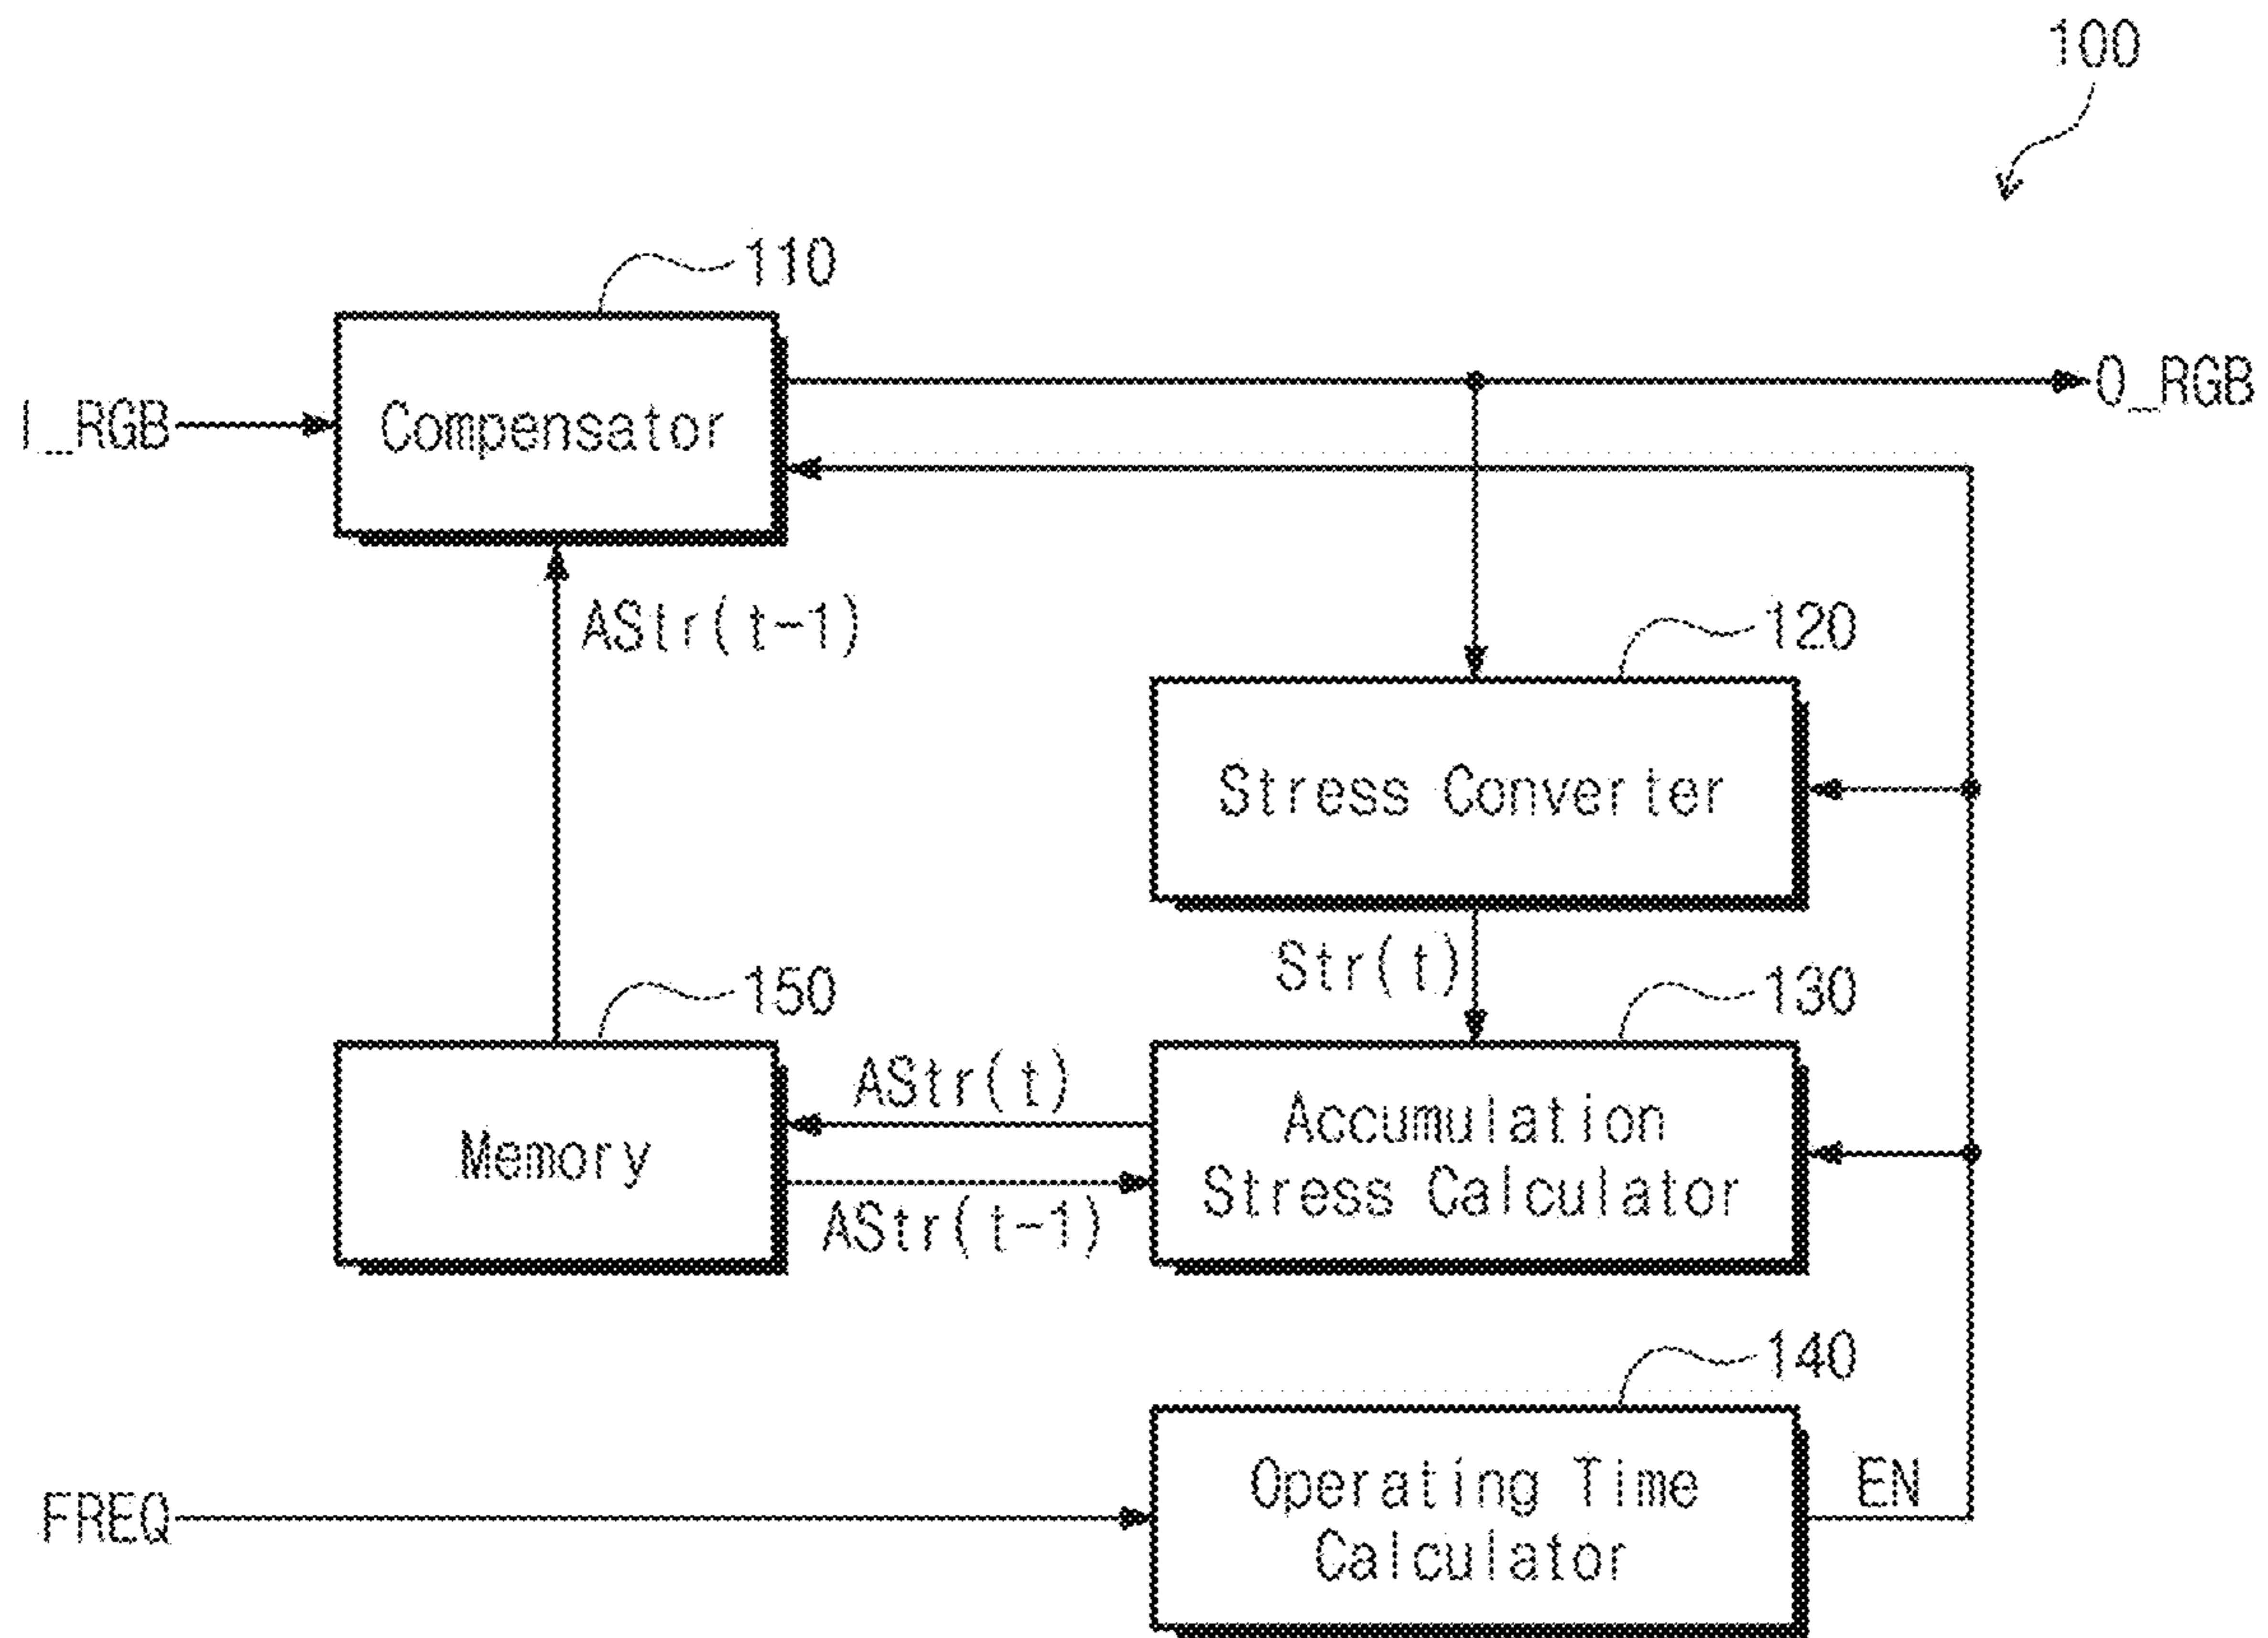 100
110
I_RGB
Compensator
O_RGB
AStr(t-1)
120
Stress Converter
Str(t)
150
130
Memory
AStr(t)
AStr(t-1)
Accumulation
Stress Calculator
140
FREQ
Operating Time
Calculator
EN